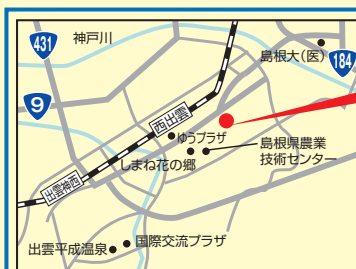 431
神戸川
島根大(医)
184
9
西出雲
ゆうプラザ
島根県農業
技術センター
しまね花の郷
出雲神西
国際交流プラザ
出雲平成温泉